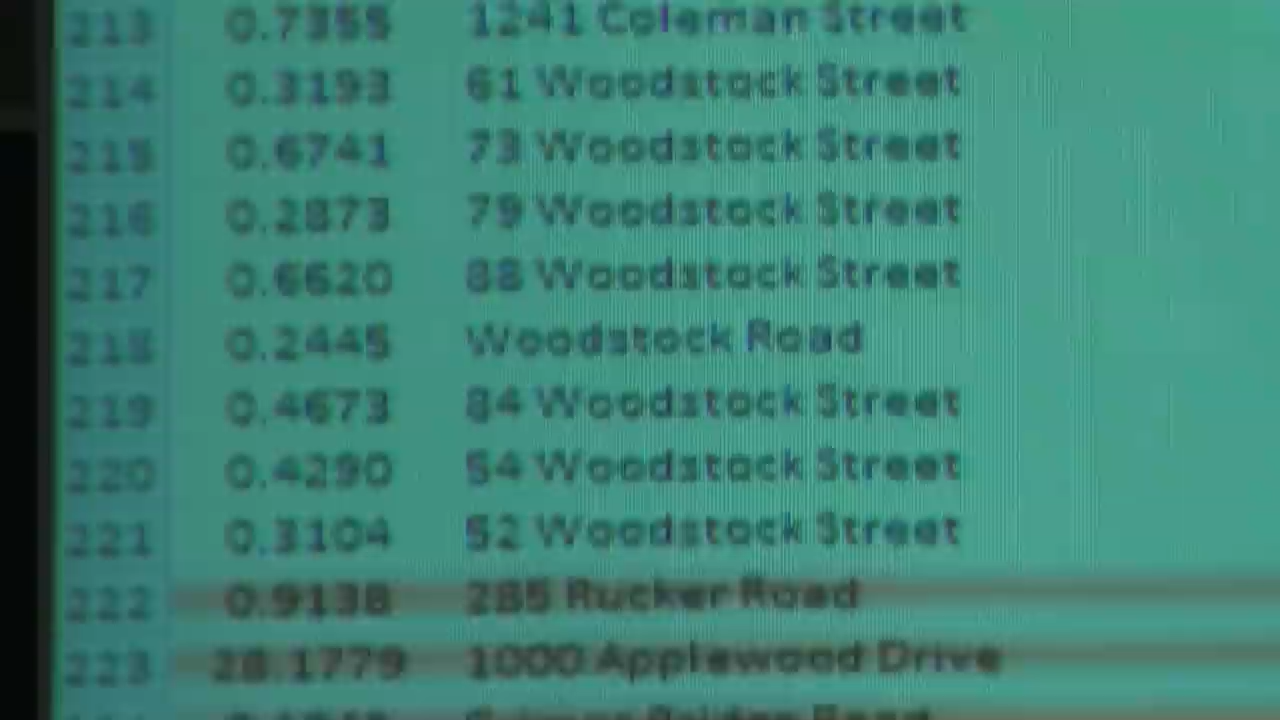 213 0.7355 1241 Coleman Street
214 0.3193 61 Woodstock Street
215 0.6741 73 Woodstock Street
216 0.2873 79 Woodstock Street
217 0.6620 88 Woodstock Street
218 0.2445 Woodstock Road
219 0.4673 84 Woodstock Street
220 0.4290 54 Woodstock Street
221 0.3104 52 Woodstock Street
222 0.9138 285 Rucker Road
223 28.1779 1000 Applewood Drive
Road